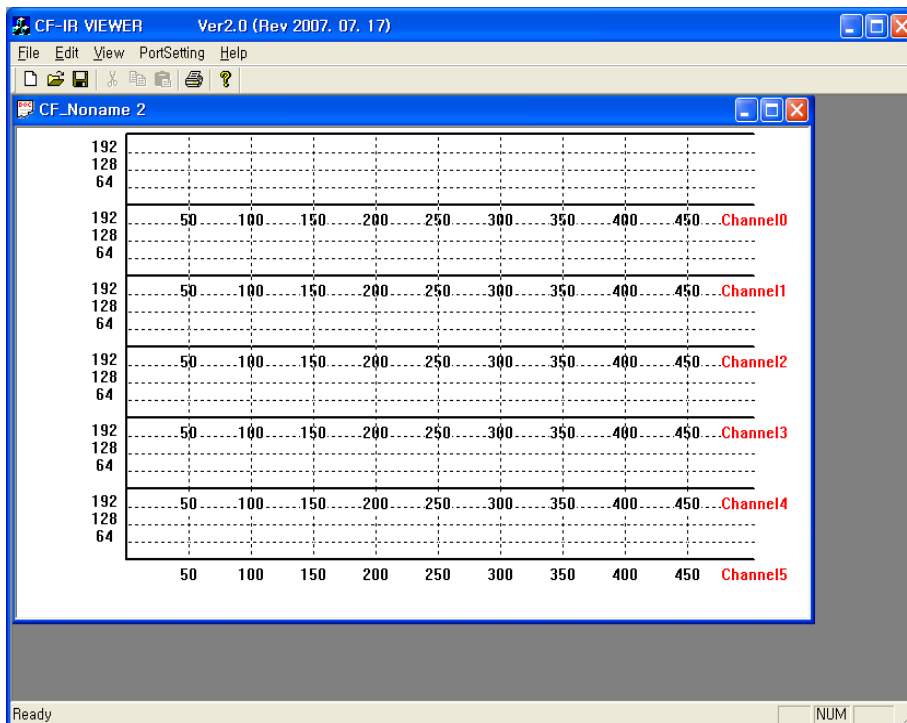 CF-IR VIEWER Ver2.0 (Rev 2007. 07. 17)
File Edit View PortSetting Help
CF_Noname 2
192
128
64
192 50 100 150 200 250 300 350 400 450 Channel0
128
64
192 50 100 150 200 250 300 350 400 450 Channel1
128
64
192 50 100 150 200 250 300 350 400 450 Channel2
128
64
192 50 100 150 200 250 300 350 400 450 Channel3
128
64
192 50 100 150 200 250 300 350 400 450 Channel4
128
64
50 100 150 200 250 300 350 400 450 Channel5
Ready NUM